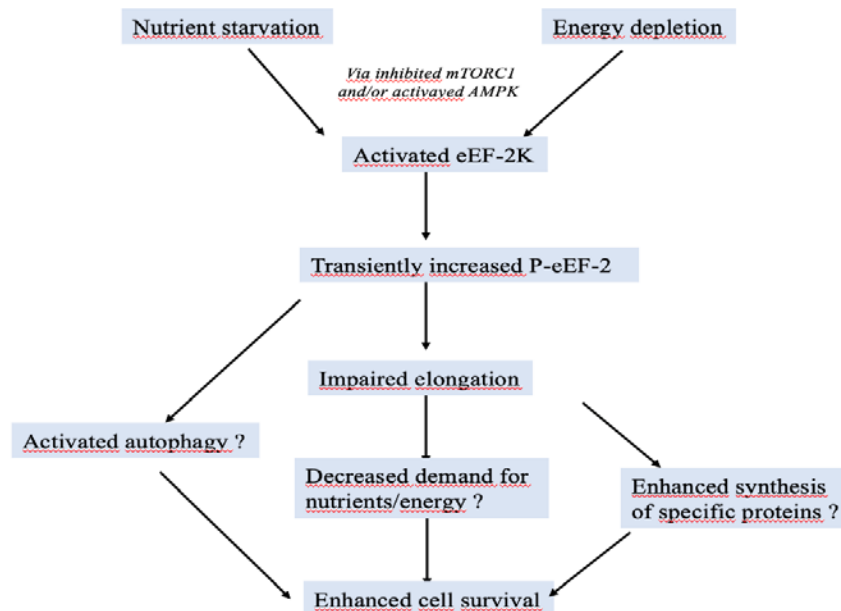 Nutrient starvation
Energy depletion
Via inhibited mTORC1
and/or activayed AMPK
Activated eEF-2K
Transiently increased P-eEF-2
Impaired elongation
Activated autophagy ?
Decreased demand for
nutrients/energy ?
Enhanced synthesis
of specific proteins ?
Enhanced cell survival